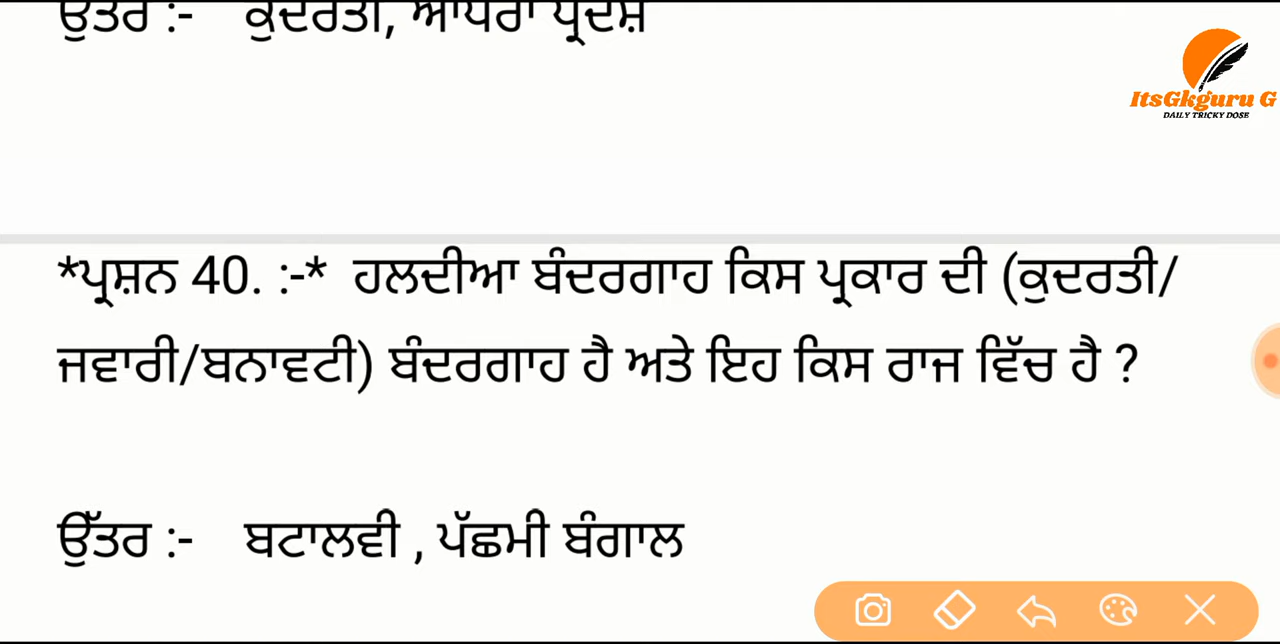 ਉੱਤਰ :- ਕੁਦਰਤੀ, ਆਂਧਰਾ ਪ੍ਰਦੇਸ਼
ItsGkguru G
DAILY TRICKY DOSE
*ਪ੍ਰਸ਼ਨ 40. :-* ਹਲਦੀਆ ਬੰਦਰਗਾਹ ਕਿਸ ਪ੍ਰਕਾਰ ਦੀ (ਕੁਦਰਤੀ/
ਜਵਾਰੀ/ਬਨਾਵਟੀ) ਬੰਦਰਗਾਹ ਹੈ ਅਤੇ ਇਹ ਕਿਸ ਰਾਜ ਵਿੱਚ ਹੈ ?
ਉੱਤਰ :- ਬਟਾਲਵੀ , ਪੱਛਮੀ ਬੰਗਾਲ